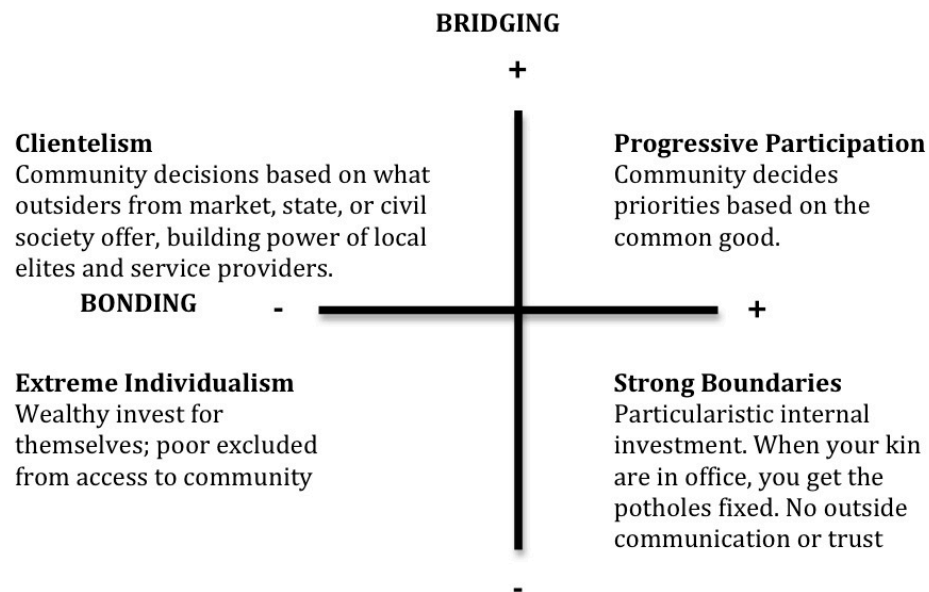 BRIDGING
+
Clientelism
Community decisions based on what
outsiders from market, state, or civil
society offer, building power of local
elites and service providers.
Progressive Participation
Community decides
priorities based on the
common good.
BONDING - +
Extreme Individualism
Wealthy invest for
themselves; poor excluded
from access to community
Strong Boundaries
Particularistic internal
investment. When your kin
are in office, you get the
potholes fixed. No outside
communication or trust
-